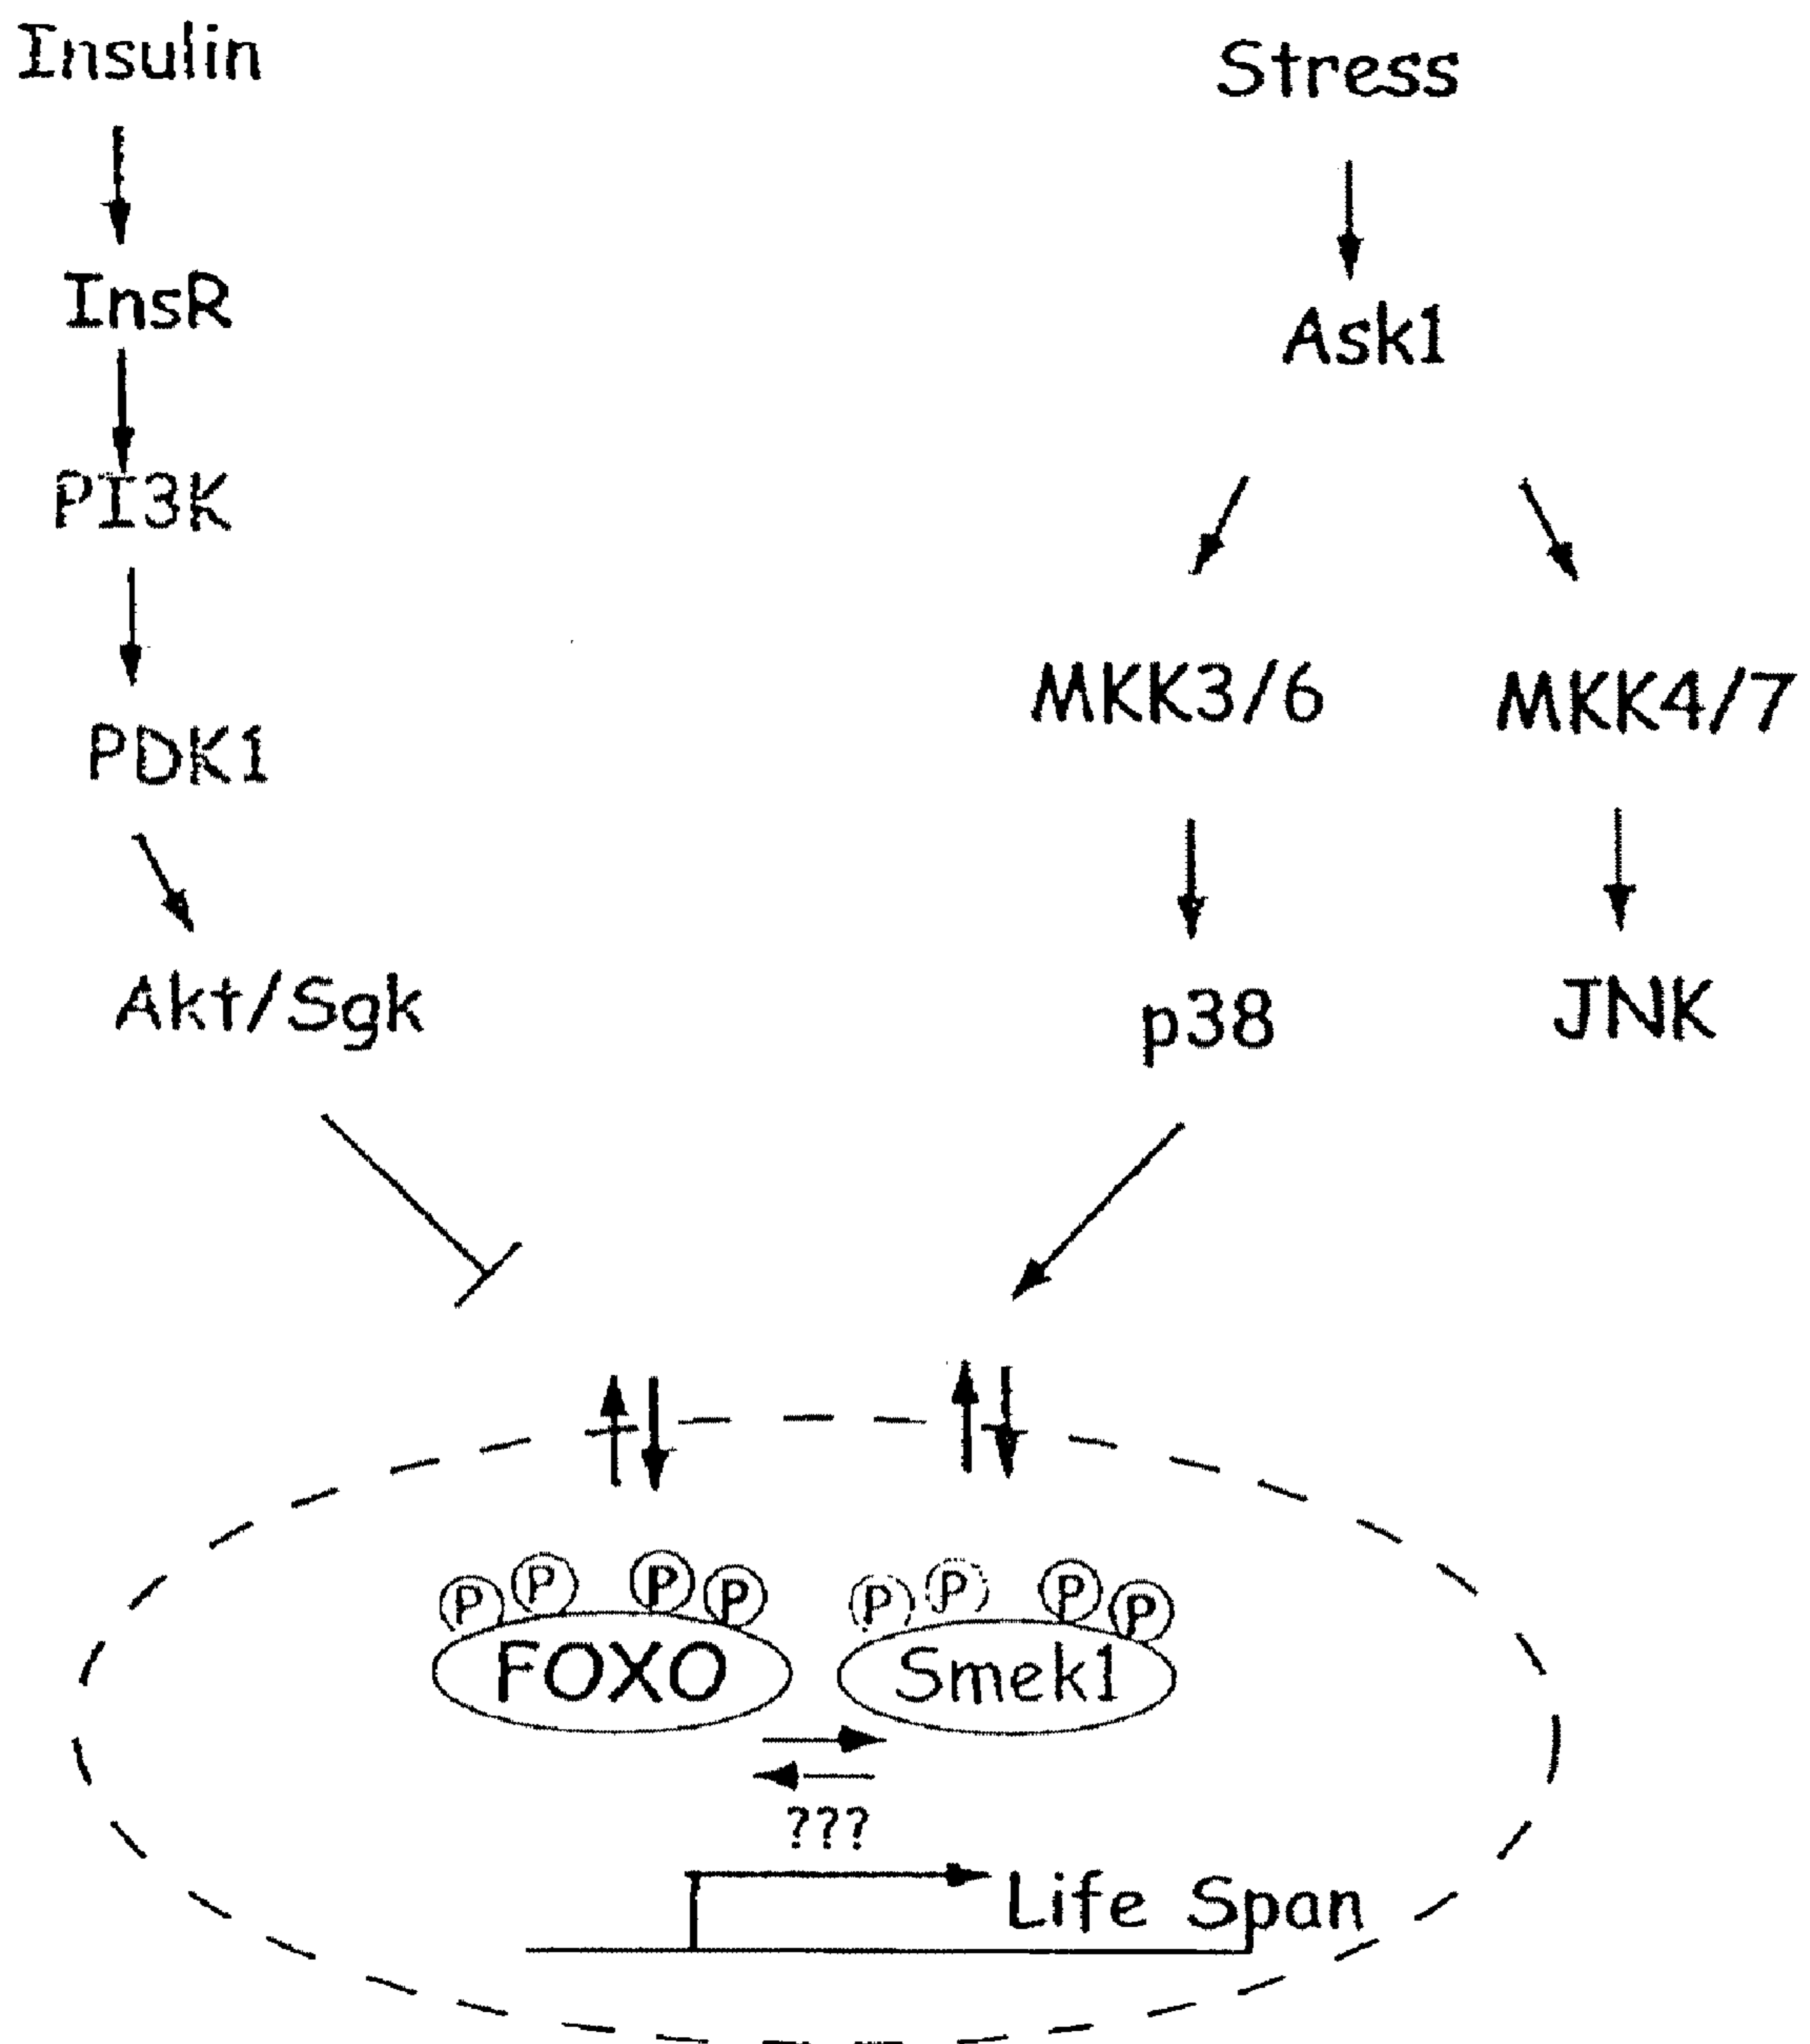 Insulin
Stress
InsR
Ask1
PI3K
MKK3/6
MKK4/7
PDK1
Akt/Sgk
p38
JNK
P P P P
P P P P
FOXO
Smek1
???
Life Span